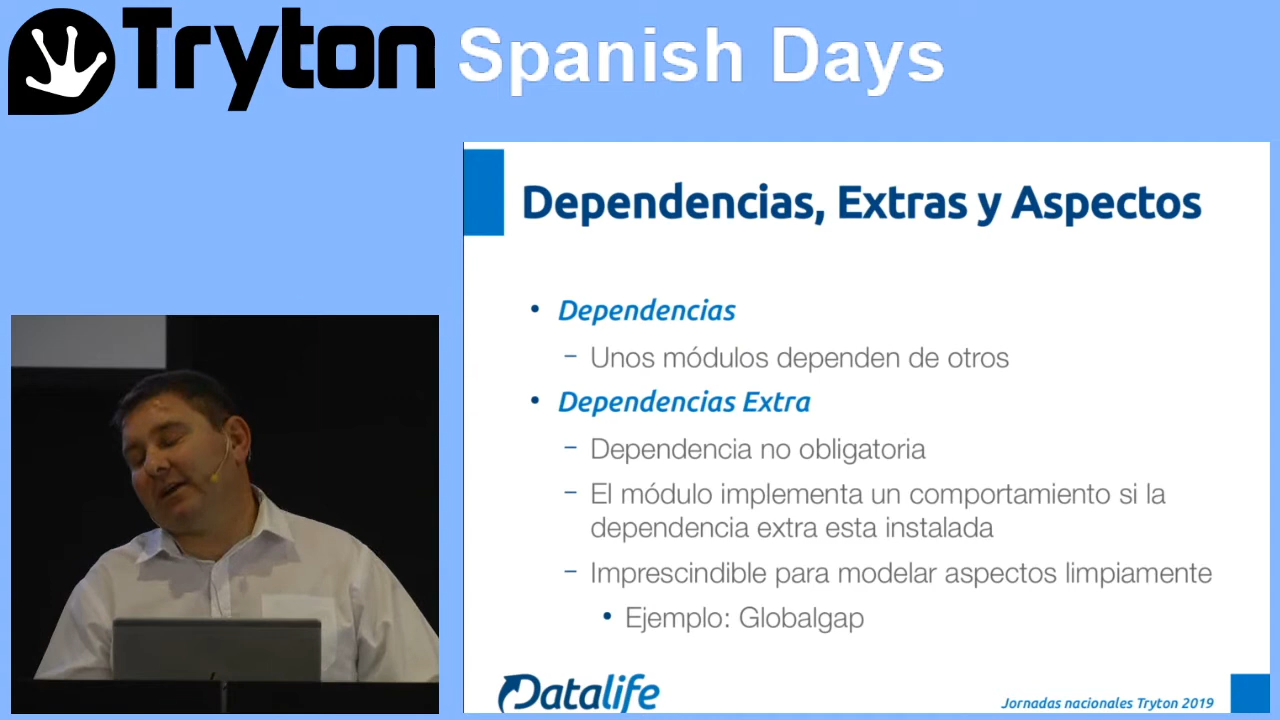 Tryton Spanish Days
Dependencias, Extras y Aspectos
• Dependencias
– Unos módulos dependen de otros
• Dependencias Extra
– Dependencia no obligatoria
– El módulo implementa un comportamiento si la
dependencia extra esta instalada
– Imprescindible para modelar aspectos limpiamente
• Ejemplo: Globalgap
Datalife
Jornadas nacionales Tryton 2019